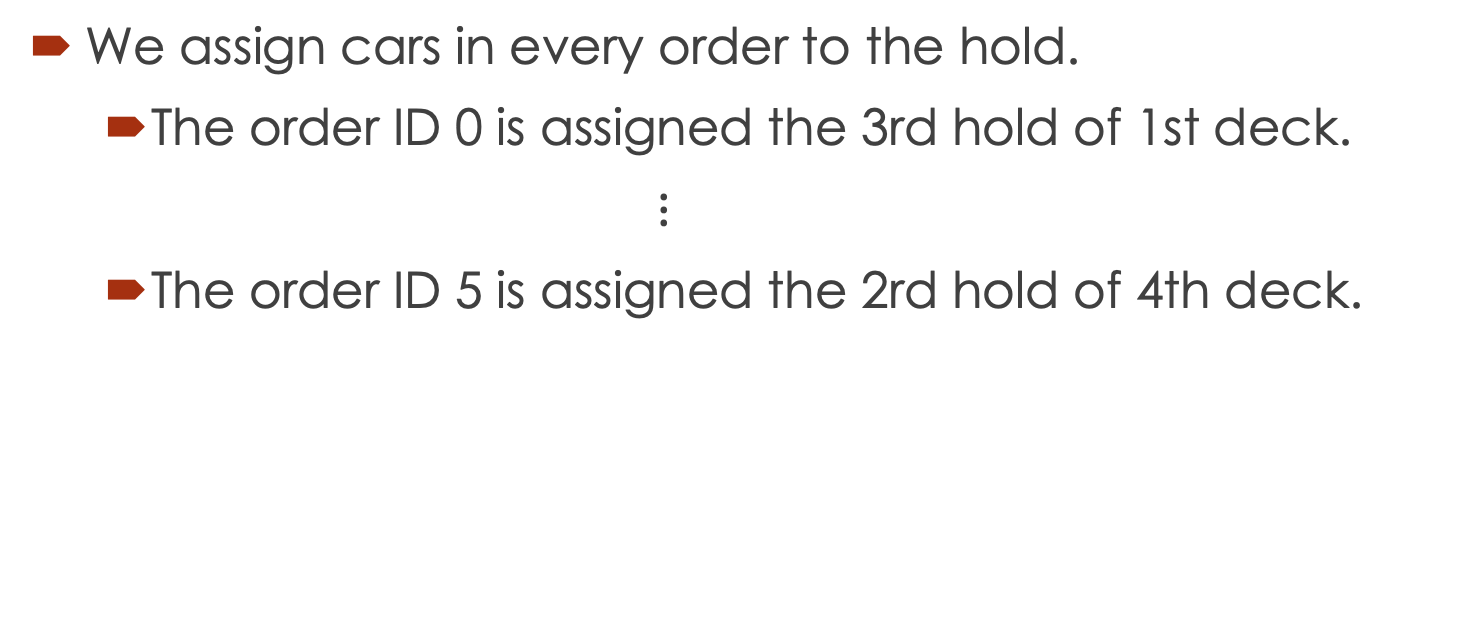 We assign cars in every order to the hold.
The order ID 0 is assigned the 3rd hold of 1st deck.
⋮
The order ID 5 is assigned the 2rd hold of 4th deck.